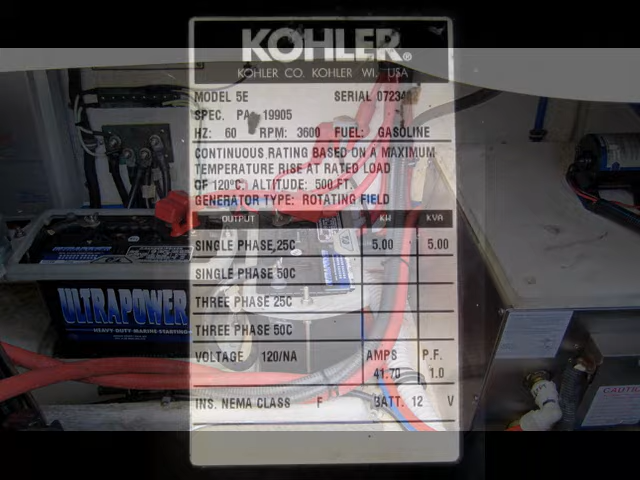 KOHLER®
KOHLER CO. KOHLER WI. USA
MODEL 5E SERIAL 07234
SPEC. PA- 19905
HZ: 60 RPM: 3600 FUEL: GASOLINE
CONTINUOUS RATING BASED ON A MAXIMUM
TEMPERATURE RISE AT RATED LOAD
OF 120°C, ALTITUDE: 500 FT.
GENERATOR TYPE: ROTATING FIELD
OUTPUT KW KVA
SINGLE PHASE, 25C 5.00 5.00
SINGLE PHASE 50C
THREE PHASE 25C
THREE PHASE 50C
VOLTAGE 120/NA AMPS P.F.
41.70 1.0
INS. NEMA CLASS F BATT. 12 V
ULTRAPOWER
HEAVY-DUTY MARINE STARTING
CAUTI